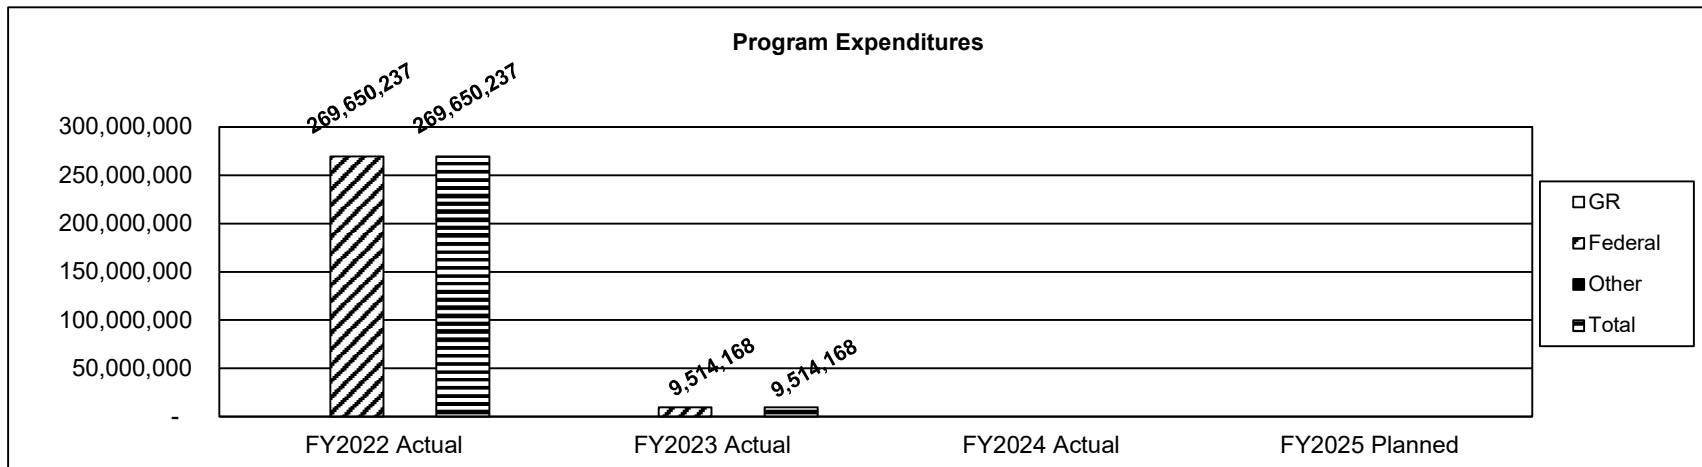 Program Expenditures
269,650,237
269,650,237
300,000,000
250,000,000
200,000,000
150,000,000
100,000,000
50,000,000
-
9,514,168
9,514,168
FY2022 Actual
FY2023 Actual
FY2024 Actual
FY2025 Planned
GR
Federal
Other
Total